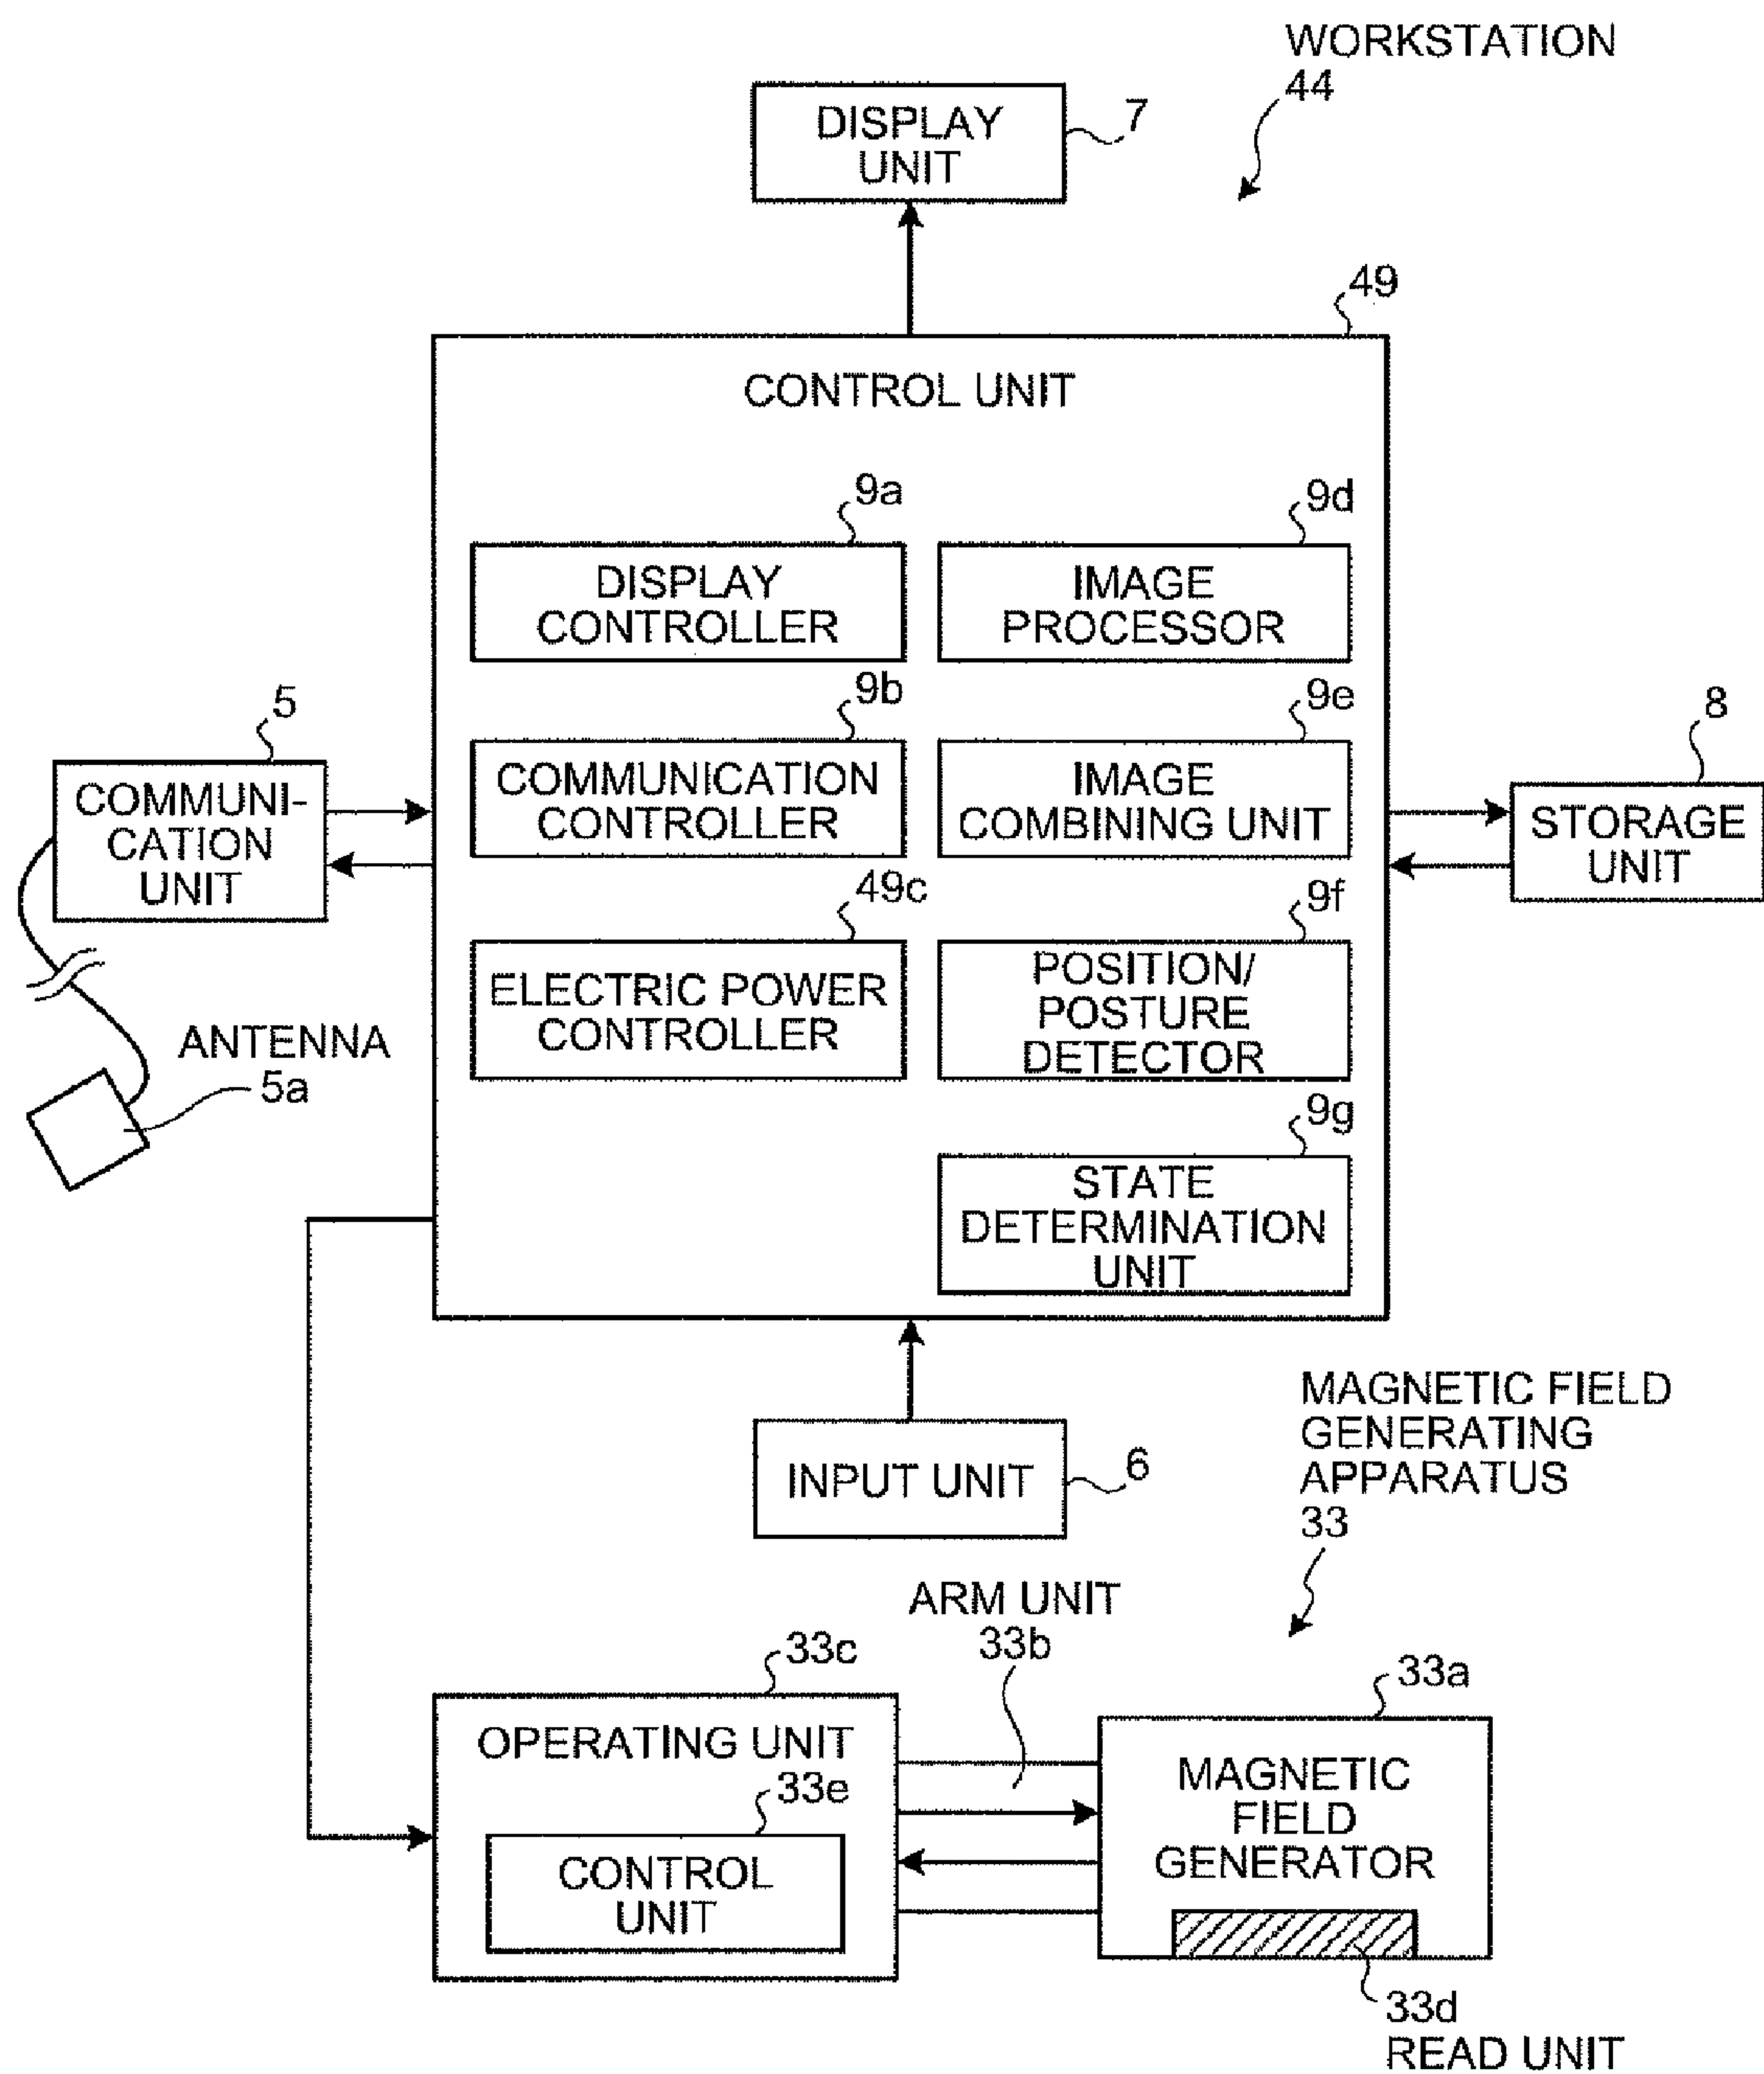 WORKSTATION
44
DISPLAY
UNIT
7
49
CONTROL UNIT
9a
DISPLAY
CONTROLLER
9d
IMAGE
PROCESSOR
9b
COMMUNICATION
CONTROLLER
9e
IMAGE
COMBINING UNIT
5
COMMUNI-
CATION
UNIT
8
STORAGE
UNIT
49c
ELECTRIC POWER
CONTROLLER
9f
POSITION/
POSTURE
DETECTOR
ANTENNA
5a
9g
STATE
DETERMINATION
UNIT
INPUT UNIT
6
MAGNETIC FIELD
GENERATING
APPARATUS
33
ARM UNIT
33b
33c
OPERATING UNIT
33e
CONTROL
UNIT
33a
MAGNETIC
FIELD
GENERATOR
33d
READ UNIT